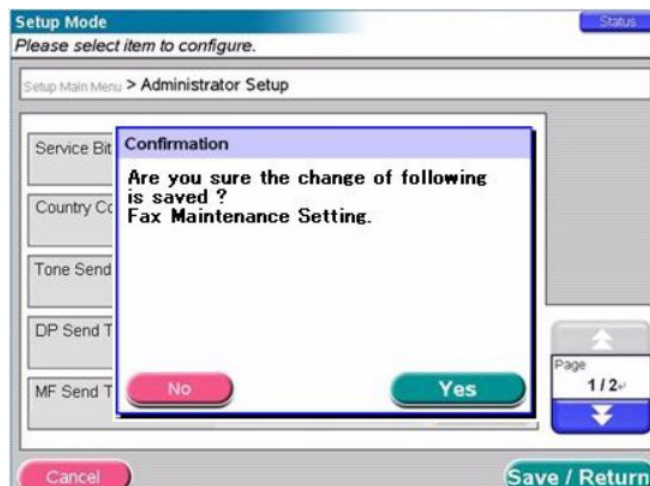 Setup Mode
Status
Please select item to configure.
Setup Main Menu > Administrator Setup
Service Bit
Confirmation
Are you sure the change of following
is saved ?
Fax Maintenance Setting.
Country Co
Tone Send
DP Send T
MF Send T
No
Yes
Page
1 / 2
Cancel
Save / Return